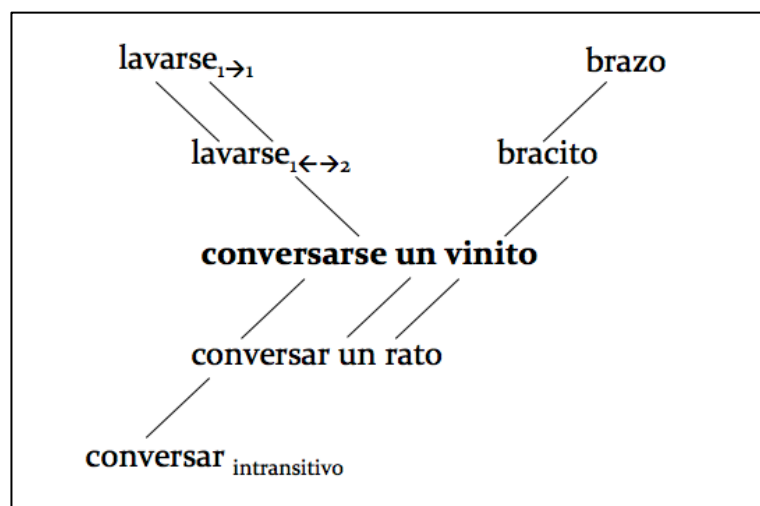 lavarse₁→₁ brazo
lavarse₁←→₂ bracito
conversarse un vinito
conversar un rato
conversar intransitivo